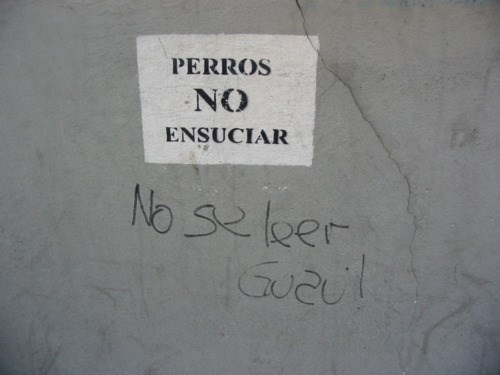 PERROS
NO
ENSUCIAR
No se leer
Guau!